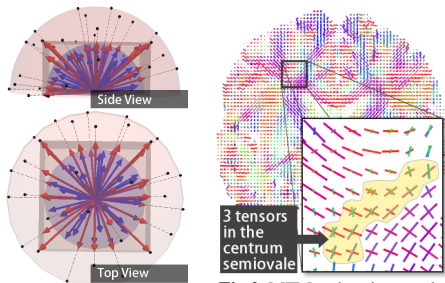 Side View
Top View
3 tensors
in the
centrum
semiovale